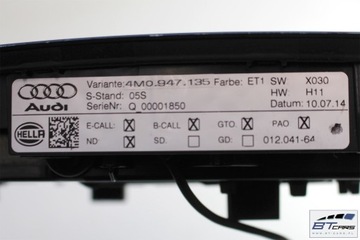 Variante: 4M0.947.135 Farbe: ET1 SW X030
S-Stand: 05S HW: H11
Audi SerieNr: Q_00001850 Datum: 10.07.14
HELLA E-CALL: X B-CALL: X GTO: X PAO: X
ND: X SD.: GD: 012.041-64
BTCARS